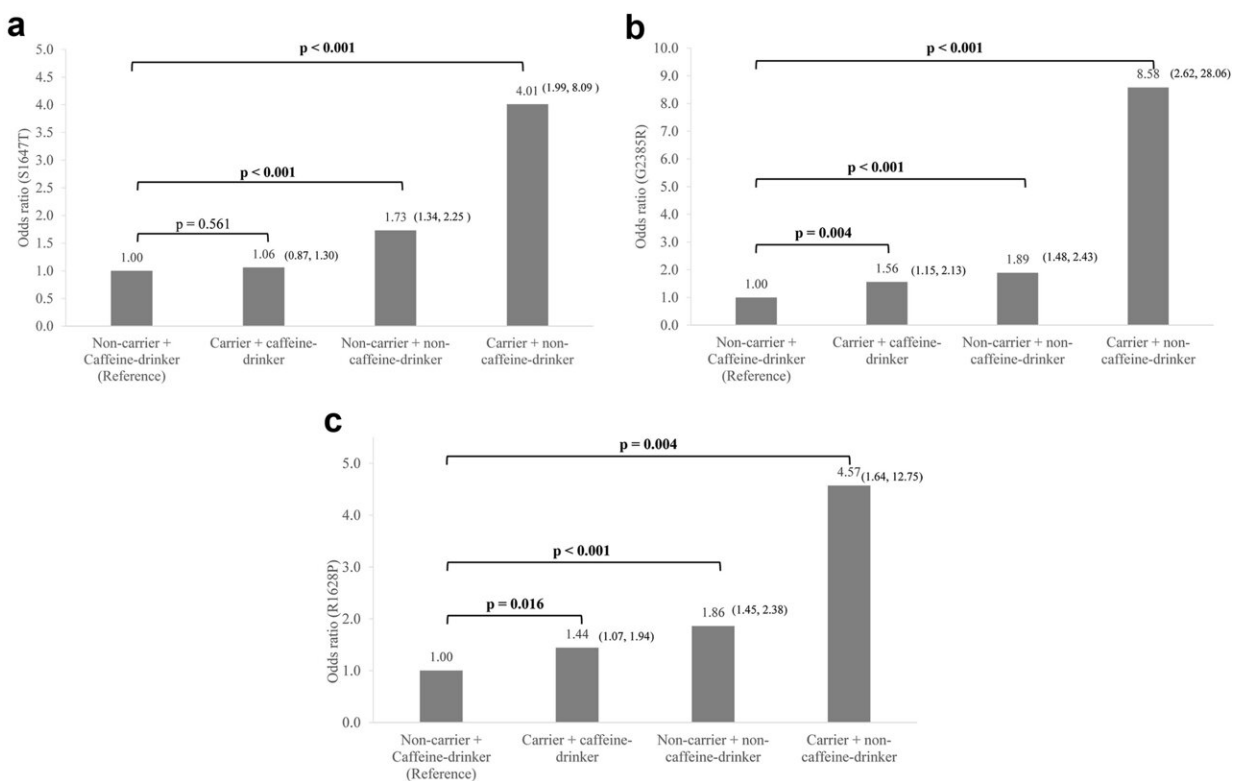 a
5.0
4.5
4.0
3.5
3.0
2.5
2.0
1.5
1.0
0.5
0.0
Odds ratio (S1647T)
p < 0.001
p < 0.001
p = 0.561
1.00
1.06 (0.87, 1.30)
1.73 (1.34, 2.25 )
4.01 (1.99, 8.09 )
Non-carrier +
Caffeine-drinker
(Reference)
Carrier + caffeine-
drinker
Non-carrier + non-
caffeine-drinker
Carrier + non-
caffeine-drinker
b
10.0
9.0
8.0
7.0
6.0
5.0
4.0
3.0
2.0
1.0
0.0
Odds ratio (G2385R)
p < 0.001
p < 0.001
p = 0.004
1.00
1.56 (1.15, 2.13)
1.89 (1.48, 2.43)
8.58 (2.62, 28.06)
Non-carrier +
Caffeine-drinker
(Reference)
Carrier + caffeine-
drinker
Non-carrier + non-
caffeine-drinker
Carrier + non-
caffeine-drinker
c
5.0
4.0
3.0
2.0
1.0
0.0
Odds ratio (R1628P)
p = 0.004
p < 0.001
p = 0.016
1.00
1.44 (1.07, 1.94)
1.86 (1.45, 2.38)
4.57 (1.64, 12.75)
Non-carrier +
Caffeine-drinker
(Reference)
Carrier + caffeine-
drinker
Non-carrier + non-
caffeine-drinker
Carrier + non-
caffeine-drinker